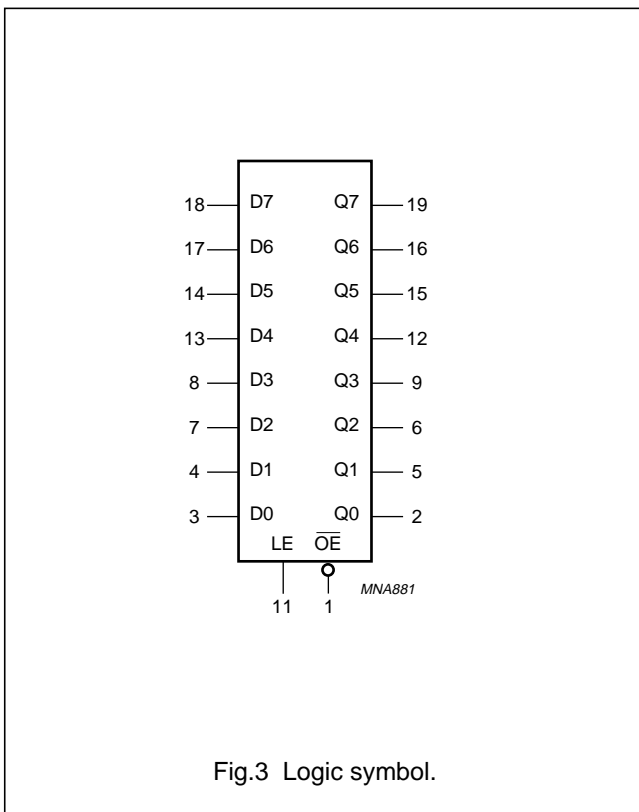 18 D7 Q7 19
17 D6 Q6 16
14 D5 Q5 15
13 D4 Q4 12
8 D3 Q3 9
7 D2 Q2 6
4 D1 Q1 5
3 D0 Q0 2
LE O̅E̅
11 1 MNA881
Fig.3 Logic symbol.